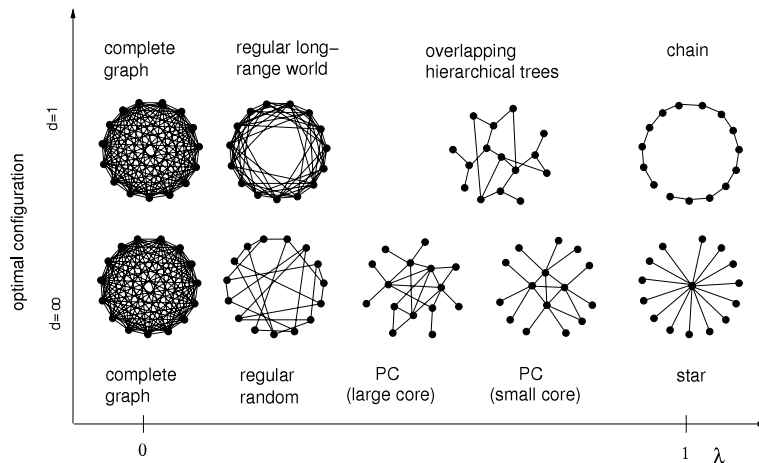 complete
graph
regular long-
range world
overlapping
hierarchical trees
chain
d=1
optimal configuration
d=∞
complete
graph
regular
random
PC
(large core)
PC
(small core)
star
0
1
λ